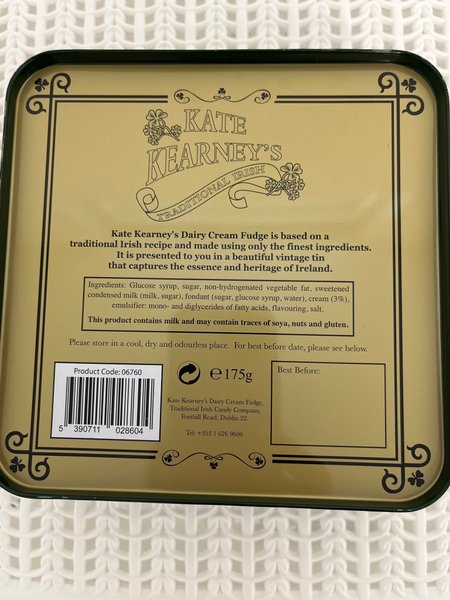 KATE
KEARNEY'S
TRADITIONAL IRISH
Kate Kearney's Dairy Cream Fudge is based on a
traditional Irish recipe and made using only the finest ingredients.
It is presented to you in a beautiful vintage tin
that captures the essence and heritage of Ireland.
Ingredients: Glucose syrup, sugar, non-hydrogenated vegetable fat, sweetened
condensed milk (milk, sugar), fondant (sugar, glucose syrup, water), cream (3%),
emulsifier: mono- and diglycerides of fatty acids, flavouring, salt.
This product contains milk and may contain traces of soya, nuts and gluten.
Please store in a cool, dry and odourless place. For best before date, please see below.
Product Code: 06760
5 390711 028604
℮175g
Kate Kearney's Dairy Cream Fudge,
Traditional Irish Candy Company,
Foxhill Road, Dublin 22.
Tel: +353 1 626 9600
Best Before: